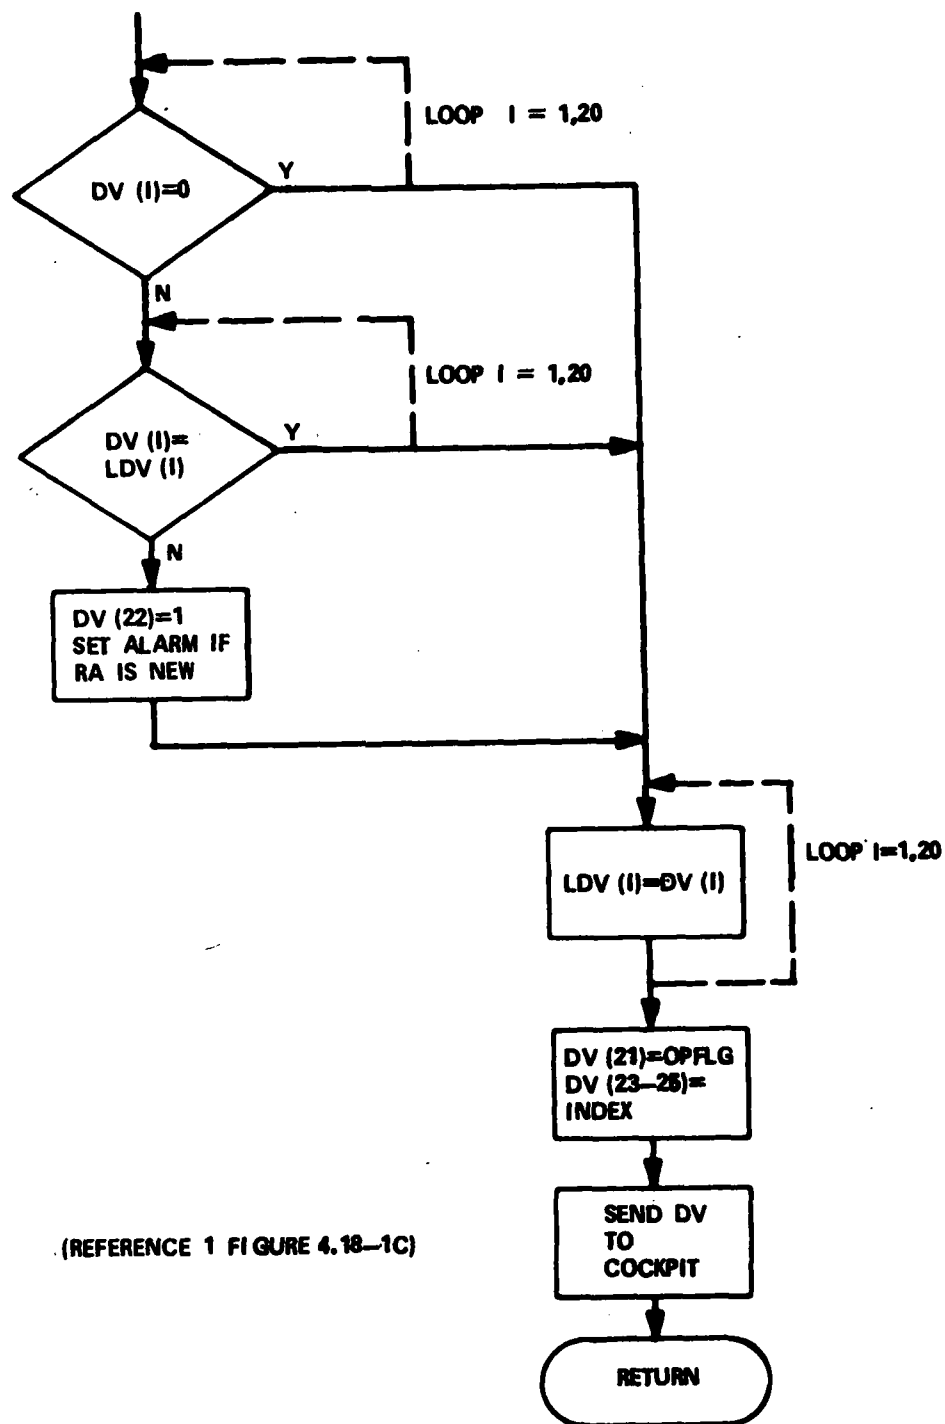 LOOP I = 1,20
Y
DV (I)=0
N
LOOP I = 1,20
Y
DV (I)=
LDV (I)
N
DV (22)=1
SET ALARM IF
RA IS NEW
LOOP I=1,20
LDV (I)=DV (I)
DV (21)=OPFLG
DV (23–25)=
INDEX
SEND DV
TO
COCKPIT
(REFERENCE 1 FIGURE 4.18–1C)
RETURN